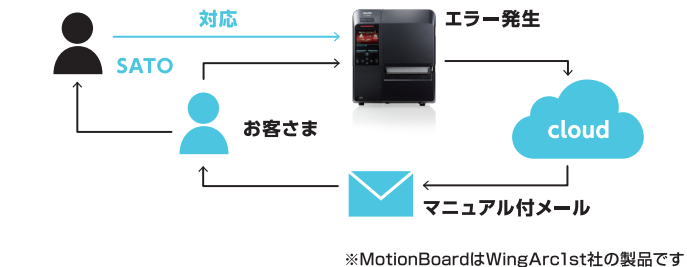 対応
エラー発生
SATO
お客さま
cloud
マニュアル付メール
※MotionBoardはWingArc1st社の製品です